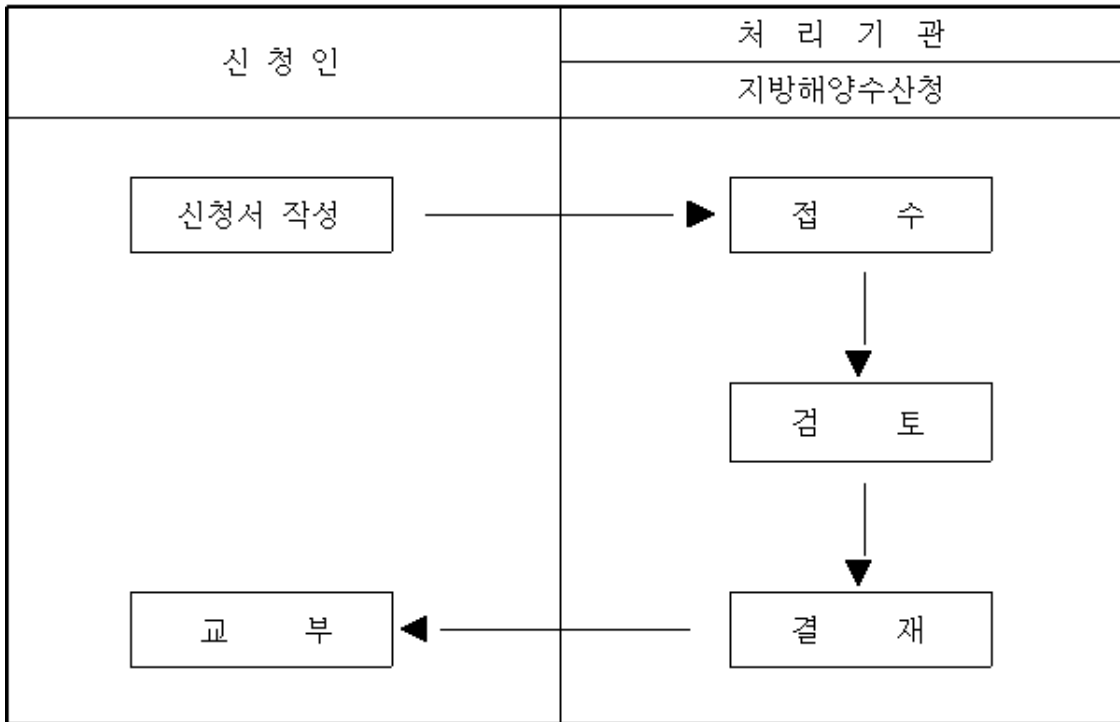 신 청 인
처 리 기 관
지방해양수산청
신청서 작성
접 수
검 토
교 부
결 재